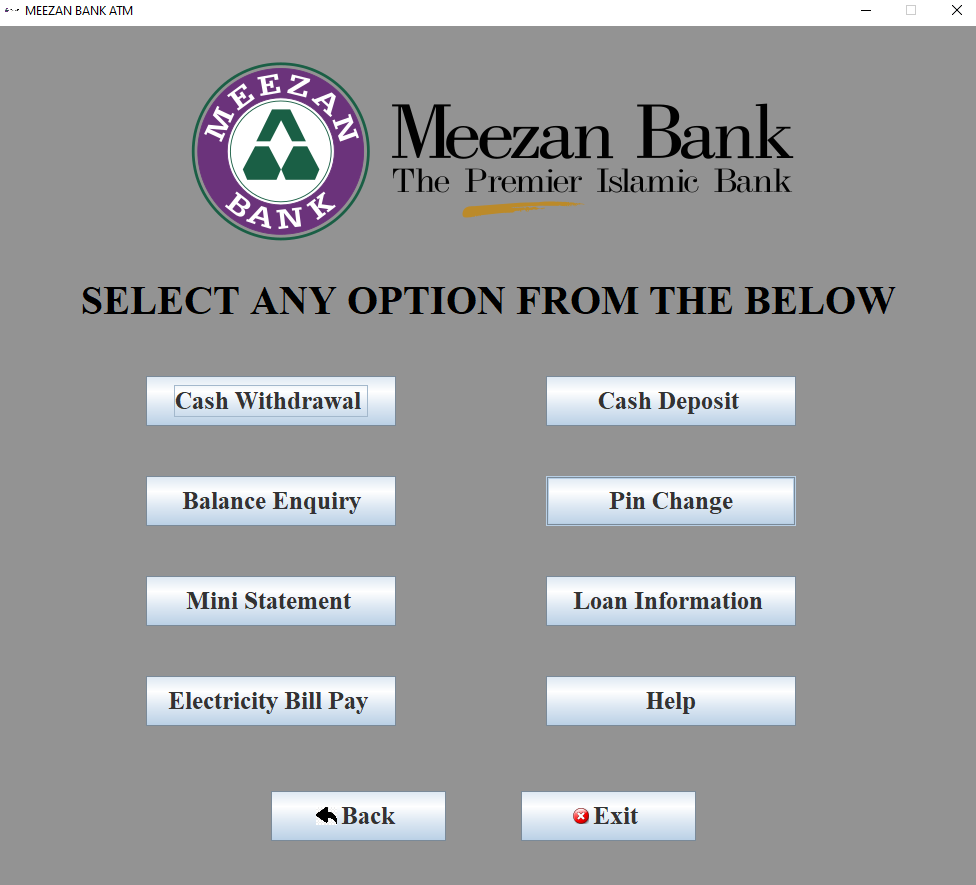 MEEZAN BANK ATM
MEEZAN
BANK
Meezan Bank
The Premier Islamic Bank
SELECT ANY OPTION FROM THE BELOW
Cash Withdrawal
Cash Deposit
Balance Enquiry
Pin Change
Mini Statement
Loan Information
Electricity Bill Pay
Help
Back
Exit